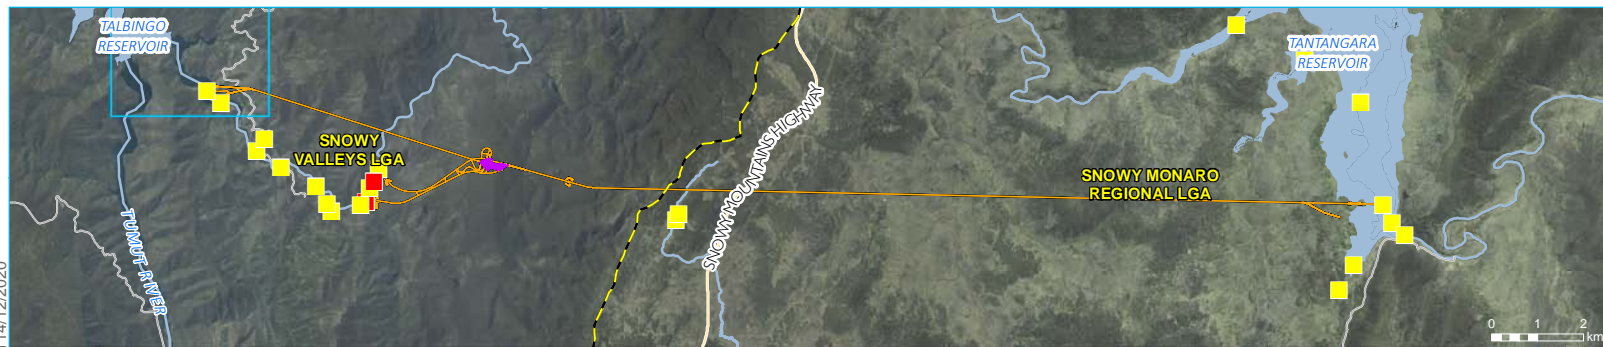 TALBINGO
RESERVOIR
TANTANGARA
RESERVOIR
SNOWY
VALLEYS LGA
SNOWY MOUNTAINS HIGHWAY
SNOWY MONARO
REGIONAL LGA
TUMUT RIVER
14/12/2020
0 1 2
km